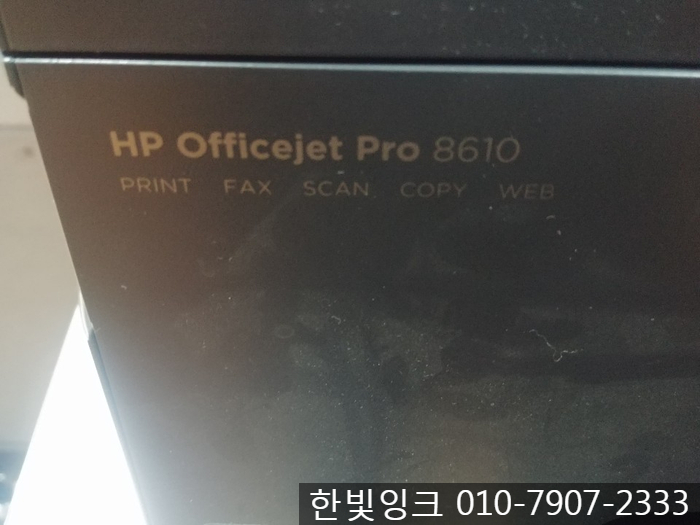 HP Officejet Pro 8610
PRINT FAX SCAN COPY WEB
한빛잉크 010-7907-2333